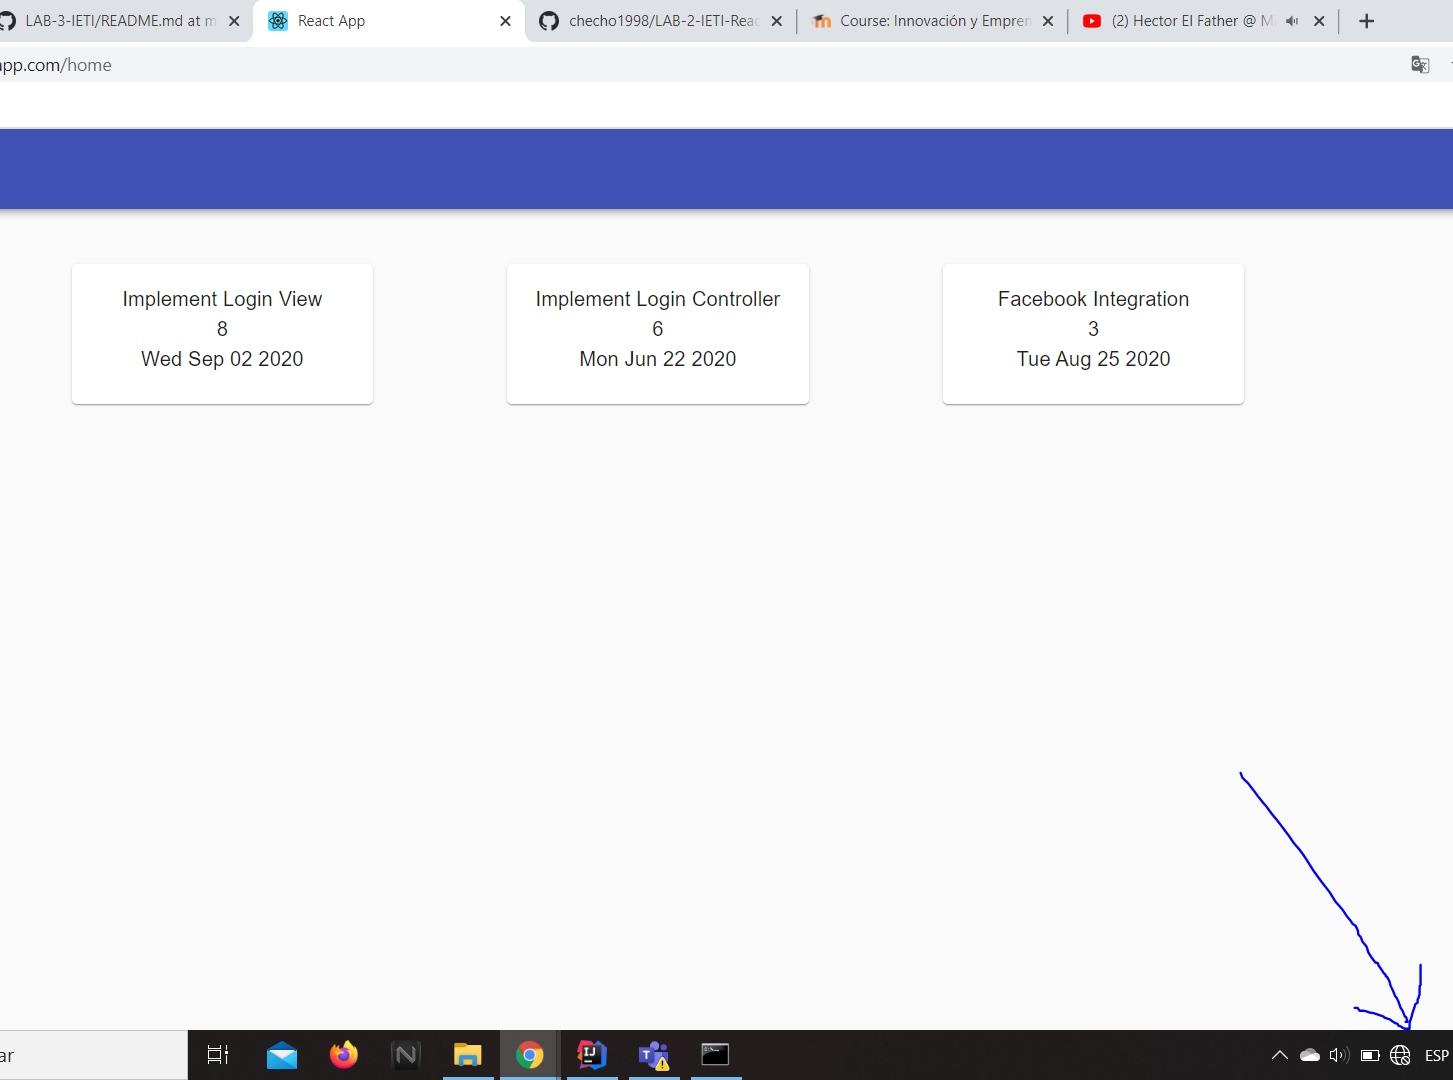 LAB-3-IETI/README.md at m
React App
checho1998/LAB-2-IETI-Reac
Course: Innovación y Empren
(2) Hector El Father @ M
app.com/home
Implement Login View
8
Wed Sep 02 2020
Implement Login Controller
6
Mon Jun 22 2020
Facebook Integration
3
Tue Aug 25 2020
ar
ESP